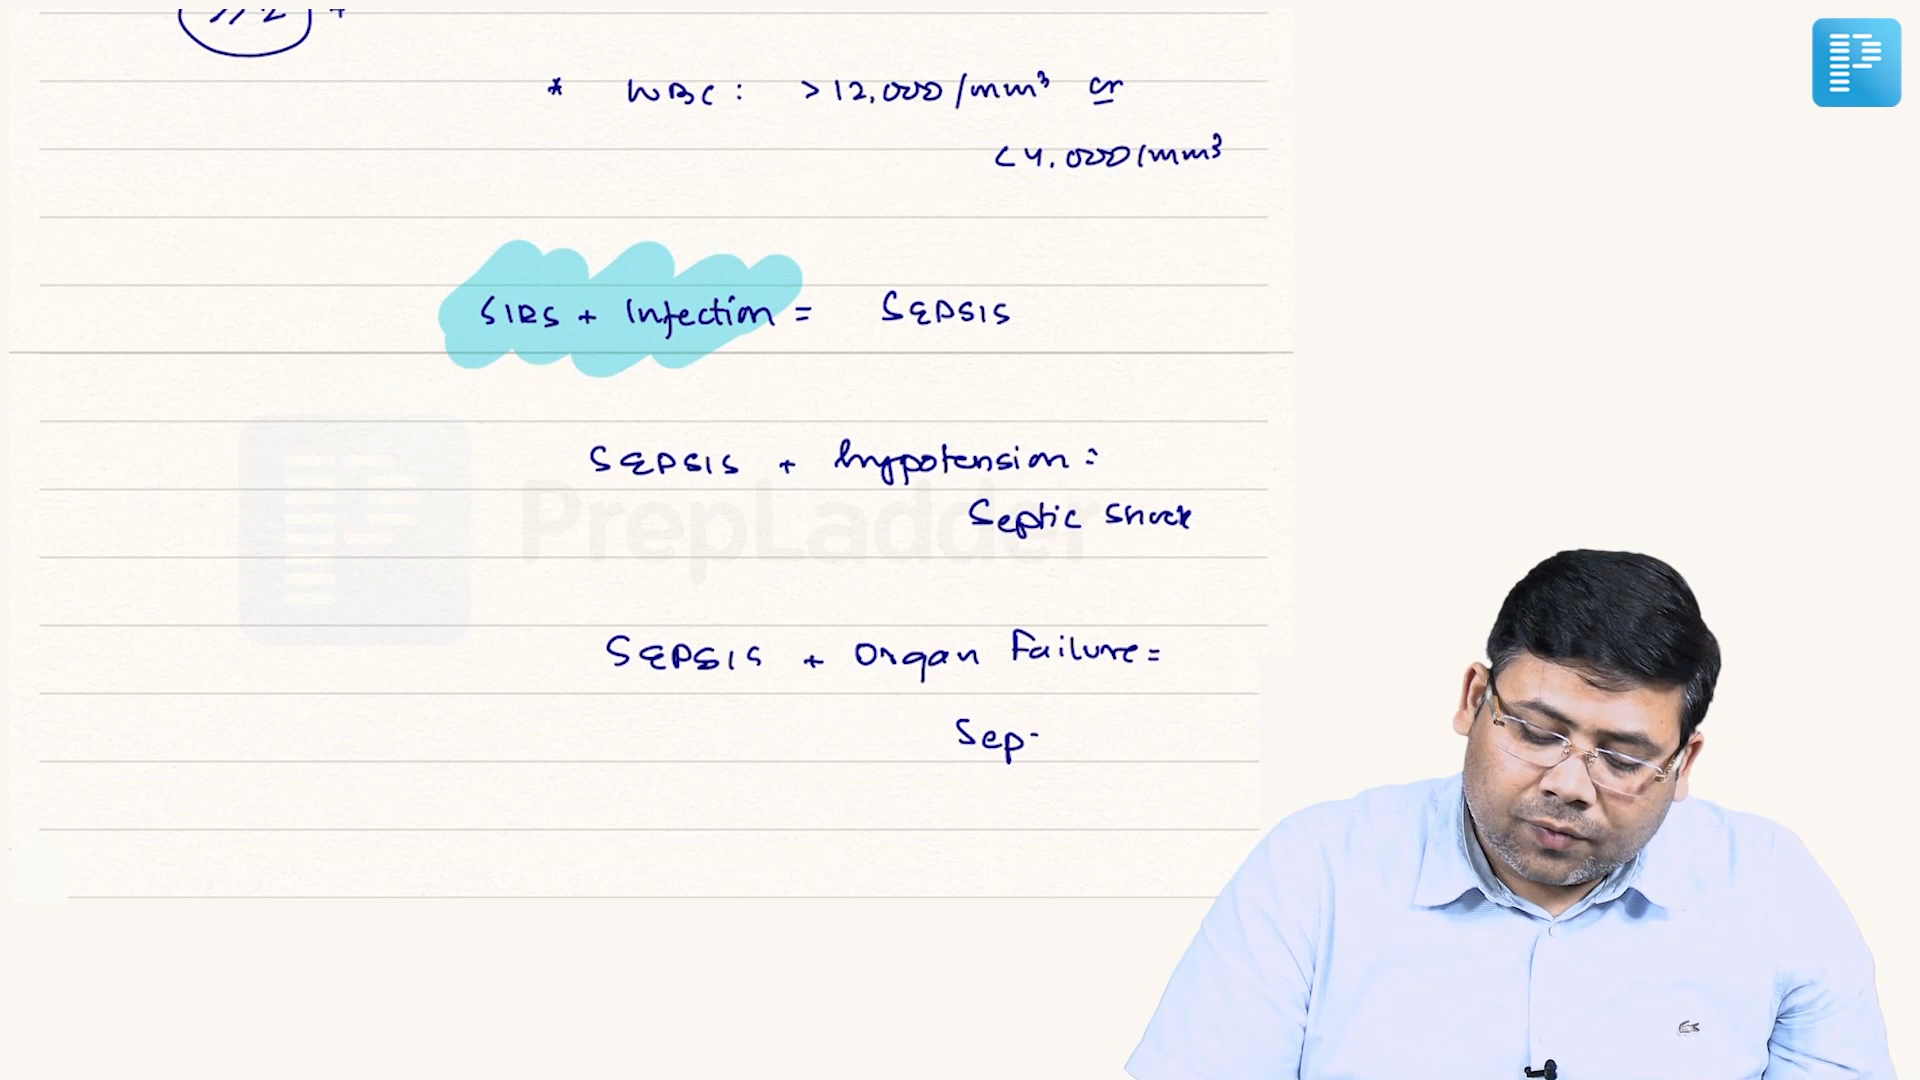 * WBC: >12,000/mm³ or
<4,000/mm³
SIRS + Infection = SEPSIS
SEPSIS + hypotension =
Septic Shock
PrepLadder
SEPSIS + Organ Failure =
Sep